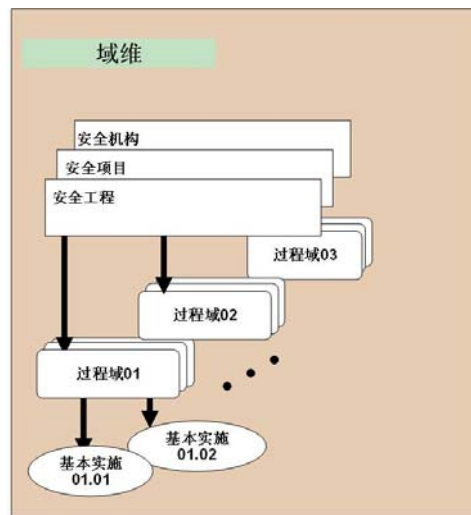 域维
安全机构
安全项目
安全工程
过程域03
过程域02
过程域01
基本实施
01.01
基本实施
01.02